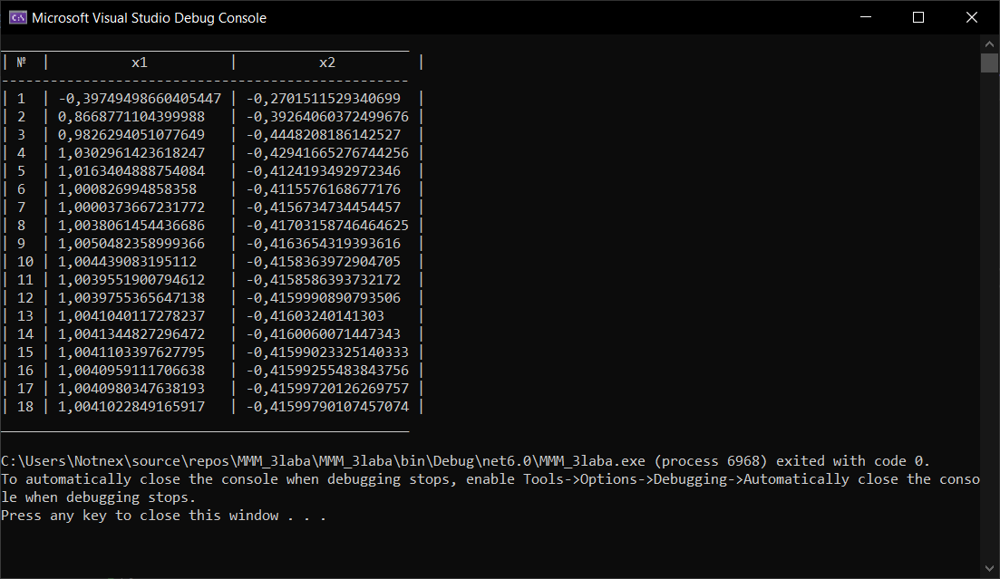 Microsoft Visual Studio Debug Console
| № | x1 | x2 |
--------------------------------------------------
| 1 | -0,39749498660405447 | -0,2701511529340699 |
| 2 | 0,8668771104399988 | -0,39264060372499676 |
| 3 | 0,9826294051077649 | -0,4448208186142527 |
| 4 | 1,0302961423618247 | -0,42941665276744256 |
| 5 | 1,0163404888754084 | -0,4124193492972346 |
| 6 | 1,000826994858358 | -0,4115576168677176 |
| 7 | 1,0000373667231772 | -0,4156734734454457 |
| 8 | 1,0038061454436686 | -0,41703158746464625 |
| 9 | 1,0050482358999366 | -0,4163654319393616 |
| 10 | 1,004439083195112 | -0,4158363972904705 |
| 11 | 1,0039551900794612 | -0,4158586393732172 |
| 12 | 1,0039755365647138 | -0,4159990890793506 |
| 13 | 1,0041040117278237 | -0,41603240141303 |
| 14 | 1,0041344827296472 | -0,4160060071447343 |
| 15 | 1,0041103397627795 | -0,41599023325140333 |
| 16 | 1,0040959111706638 | -0,41599255483843756 |
| 17 | 1,0040980347638193 | -0,41599720126269757 |
| 18 | 1,0041022849165917 | -0,41599790107457074 |
C:\Users\Notnex\source\repos\MMM_3laba\MMM_3laba\bin\Debug\net6.0\MMM_3laba.exe (process 6968) exited with code 0.
To automatically close the console when debugging stops, enable Tools->Options->Debugging->Automatically close the conso
le when debugging stops.
Press any key to close this window . . .